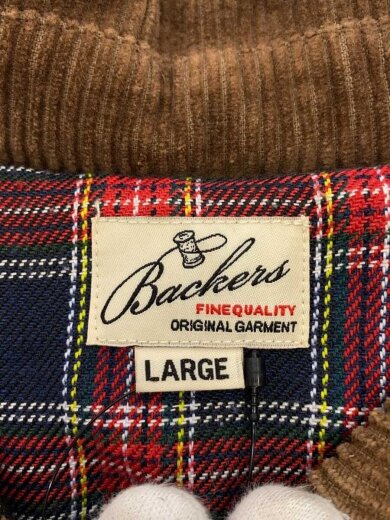 Backers
FINEQUALITY
ORIGINAL GARMENT
LARGE